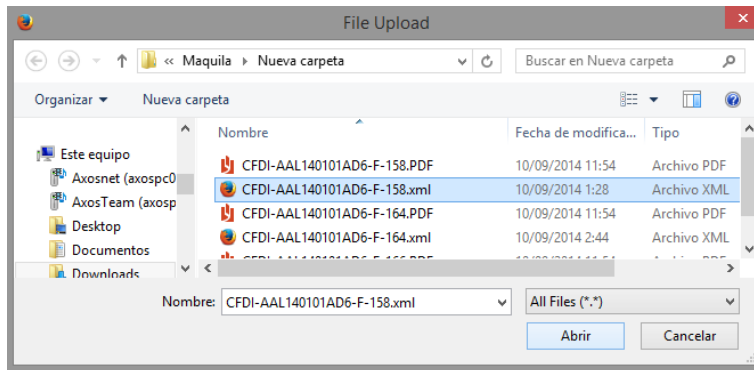 File Upload
« Maquila Nueva carpeta Buscar en Nueva carpeta
Organizar Nueva carpeta
Nombre Fecha de modifica... Tipo
Este equipo
Axosnet (axospc0
AxosTeam (axosp
Desktop
Documentos
Downloads
CFDI-AAL140101AD6-F-158.PDF 10/09/2014 11:54 Archivo PDF
CFDI-AAL140101AD6-F-158.xml 10/09/2014 1:28 Archivo XML
CFDI-AAL140101AD6-F-164.PDF 10/09/2014 11:54 Archivo PDF
CFDI-AAL140101AD6-F-164.xml 10/09/2014 2:44 Archivo XML
Nombre: CFDI-AAL140101AD6-F-158.xml All Files (*.*)
Abrir Cancelar